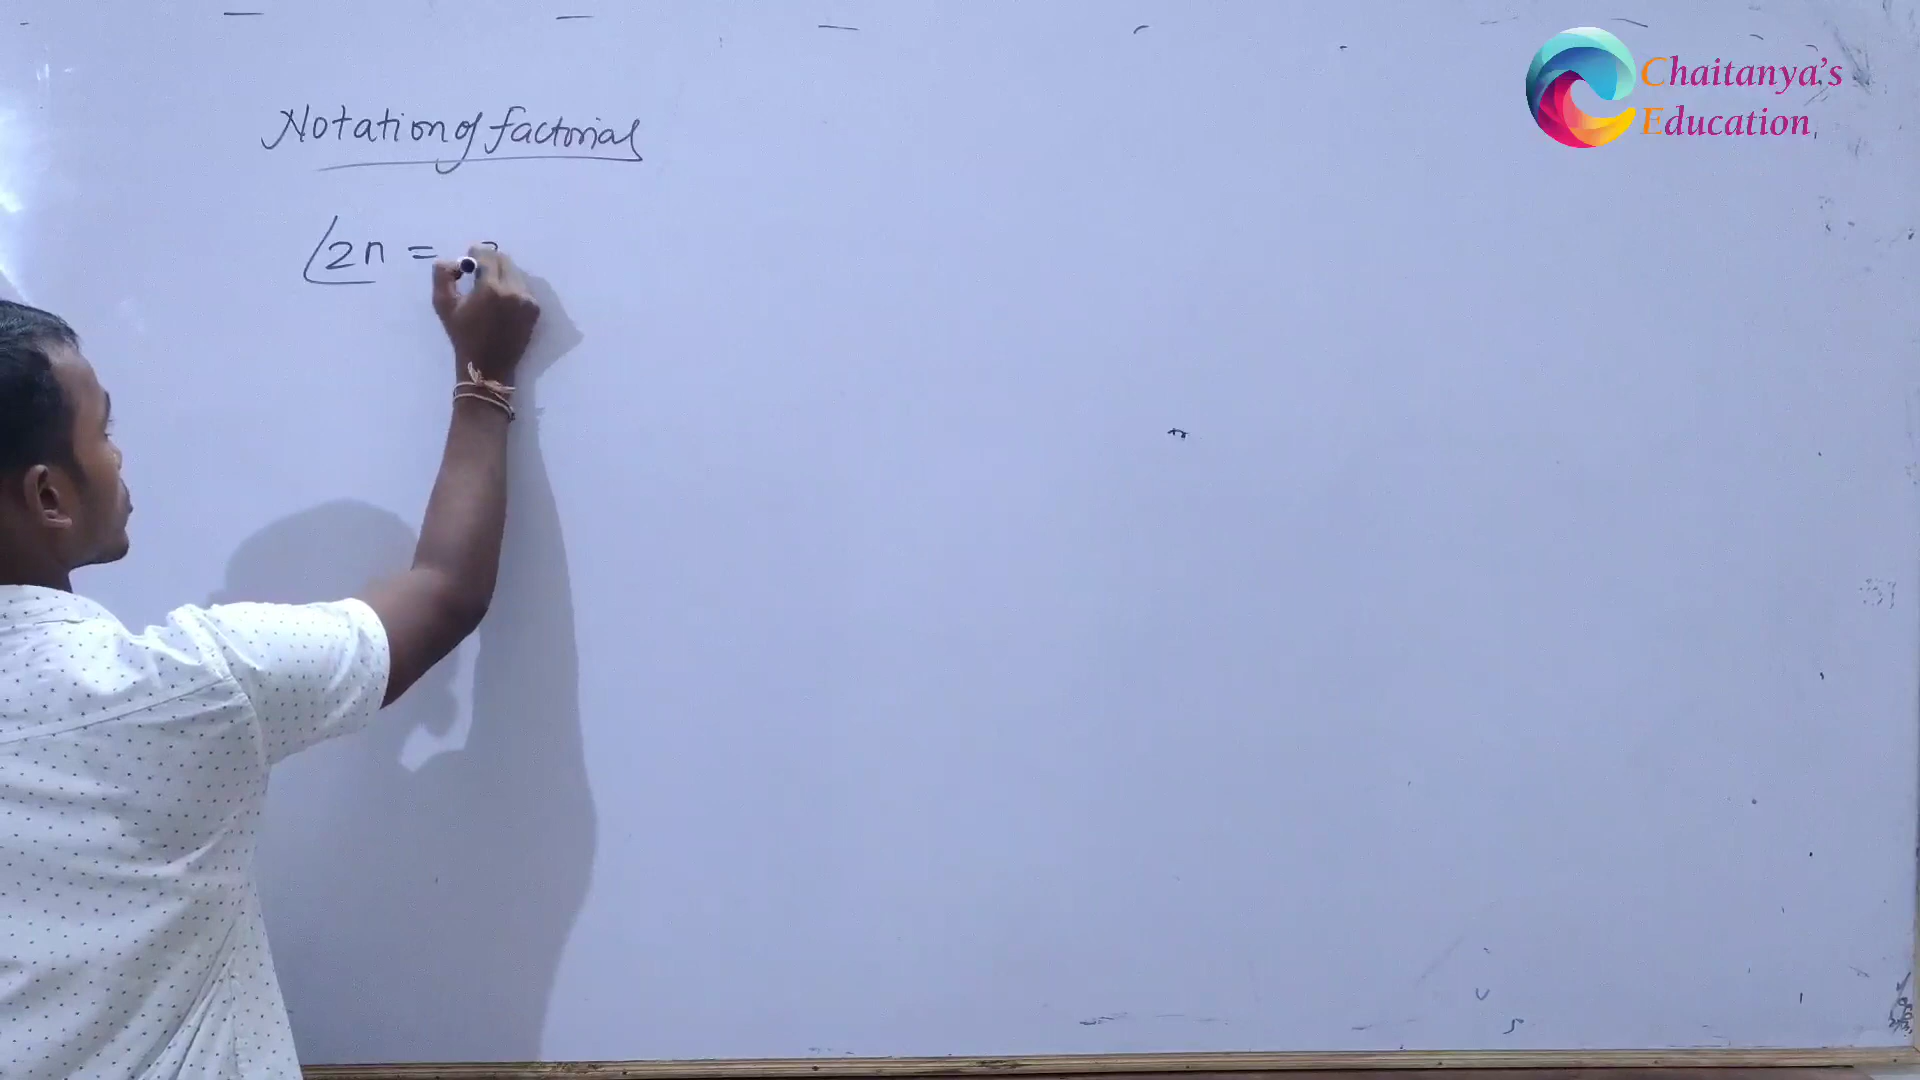 Chaitanya's
Education
Notation of factorial
∠2n =